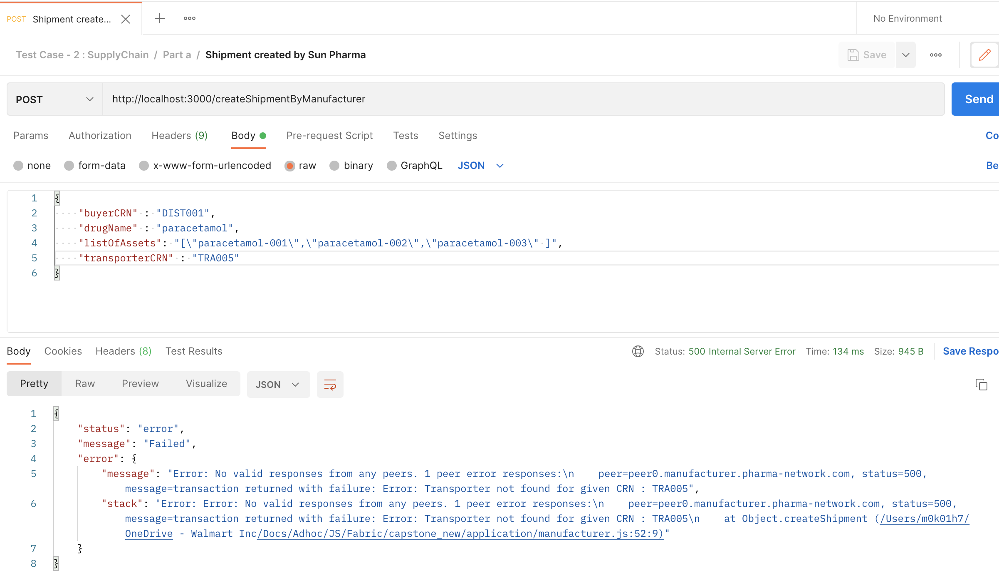 POST Shipment create... No Environment
Test Case - 2 : SupplyChain / Part a / Shipment created by Sun Pharma Save
POST http://localhost:3000/createShipmentByManufacturer Send
Params Authorization Headers (9) Body Pre-request Script Tests Settings Co
none form-data x-www-form-urlencoded raw binary GraphQL JSON Be
1 {
2 "buyerCRN" : "DIST001",
3 "drugName" : "paracetamol",
4 "listOfAssets": "[\"paracetamol-001\",\"paracetamol-002\",\"paracetamol-003\" ]",
5 "transporterCRN" : "TRA005"
6 }
Body Cookies Headers (8) Test Results Status: 500 Internal Server Error Time: 134 ms Size: 945 B Save Respo
Pretty Raw Preview Visualize JSON
1 {
2 "status": "error",
3 "message": "Failed",
4 "error": {
5 "message": "Error: No valid responses from any peers. 1 peer error responses:\n    peer=peer0.manufacturer.pharma-network.com, status=500,
message=transaction returned with failure: Error: Transporter not found for given CRN : TRA005",
6 "stack": "Error: Error: No valid responses from any peers. 1 peer error responses:\n    peer=peer0.manufacturer.pharma-network.com, status=500,
message=transaction returned with failure: Error: Transporter not found for given CRN : TRA005\n    at Object.createShipment (/Users/m0k01h7/
OneDrive - Walmart Inc/Docs/Adhoc/JS/Fabric/capstone_new/application/manufacturer.js:52:9)"
7 }
8 }